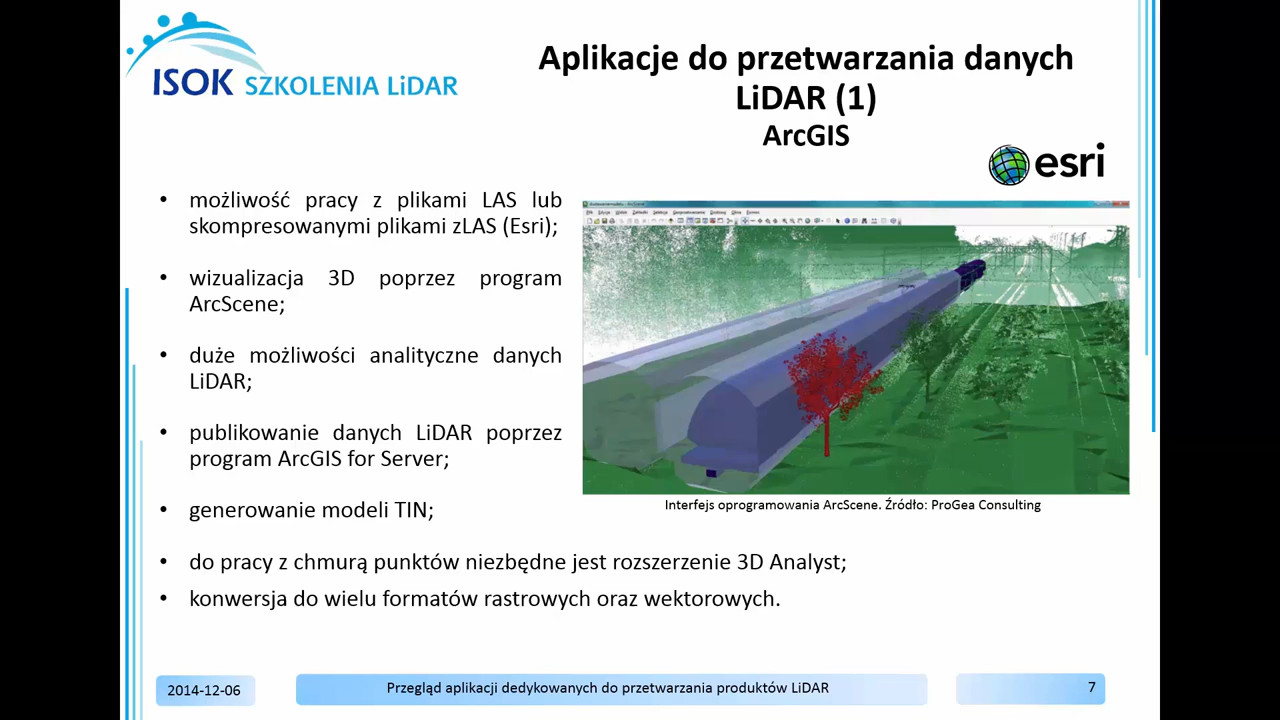 ISOK SZKOLENIA LiDAR
Aplikacje do przetwarzania danych
LiDAR (1)
ArcGIS
esri
• możliwość pracy z plikami LAS lub
skompresowanymi plikami zLAS (Esri);
• wizualizacja 3D poprzez program
ArcScene;
• duże możliwości analityczne danych
LiDAR;
• publikowanie danych LiDAR poprzez
program ArcGIS for Server;
• generowanie modeli TIN;
Interfejs oprogramowania ArcScene. Źródło: ProGea Consulting
• do pracy z chmurą punktów niezbędne jest rozszerzenie 3D Analyst;
• konwersja do wielu formatów rastrowych oraz wektorowych.
2014-12-06
Przegląd aplikacji dedykowanych do przetwarzania produktów LiDAR
7